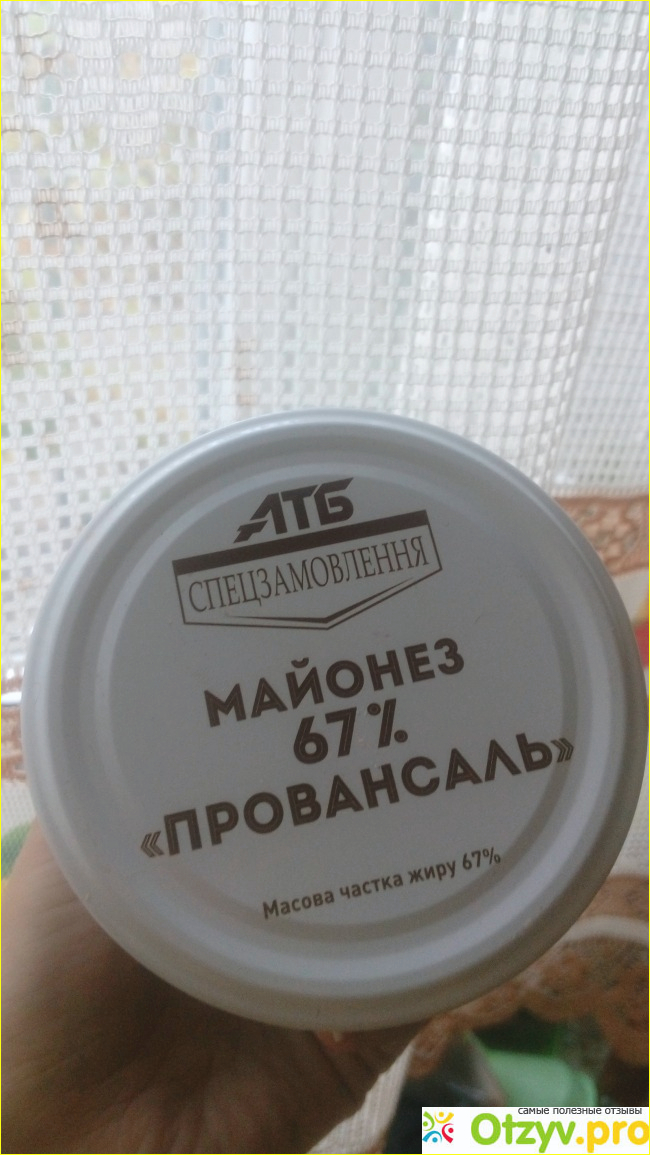 АТБ
СПЕЦЗАМОВЛЕННЯ
МАЙОНЕЗ
67%
«ПРОВАНСАЛЬ»
Масова частка жиру 67%
самые полезные отзывы
Otzyv.pro